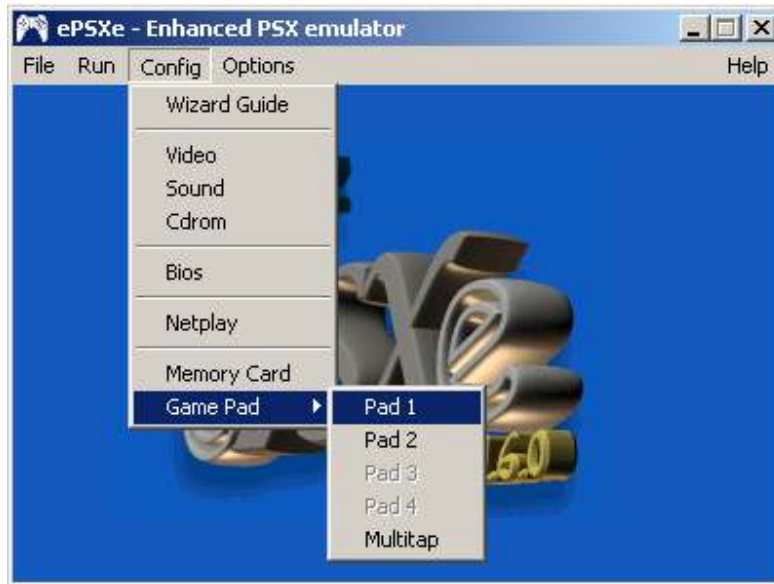 ePSXe - Enhanced PSX emulator
File Run Config Options Help
Wizard Guide
Video
Sound
Cdrom
Bios
Netplay
Memory Card
Game Pad
Pad 1
Pad 2
Pad 3
Pad 4
Multitap